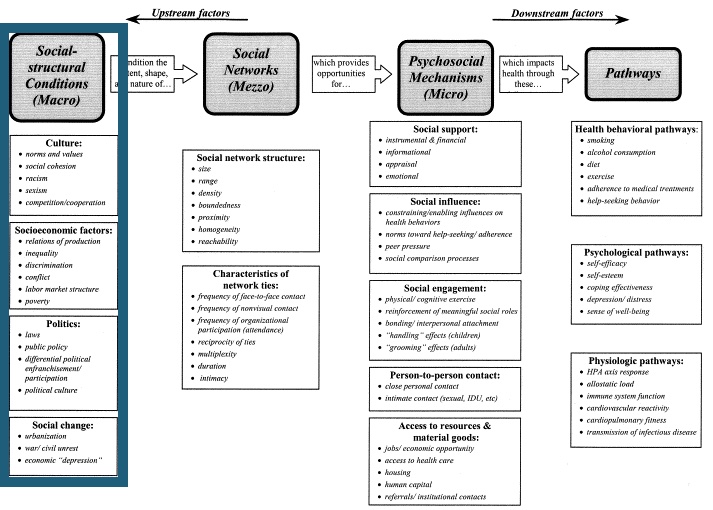 Upstream factors
Downstream factors
Social-
structural
Conditions
(Macro)
ondition the
tent, shape,
nature of…
Social
Networks
(Mezzo)
which provides
opportunities
for…
Psychosocial
Mechanisms
(Micro)
which impacts
health through
these…
Pathways
Culture:
• norms and values
• social cohesion
• racism
• sexism
• competition/cooperation
Socioeconomic factors:
• relations of production
• inequality
• discrimination
• conflict
• labor market structure
• poverty
Politics:
• laws
• public policy
• differential political
enfranchisement/
participation
• political culture
Social change:
• urbanization
• war/ civil unrest
• economic “depression”
Social network structure:
• size
• range
• density
• boundedness
• proximity
• homogeneity
• reachability
Characteristics of
network ties:
• frequency of face-to-face contact
• frequency of nonvisual contact
• frequency of organizational
participation (attendance)
• reciprocity of ties
• multiplexity
• duration
• intimacy
Social support:
• instrumental & financial
• informational
• appraisal
• emotional
Social influence:
• constraining/enabling influences on
health behaviors
• norms toward help-seeking/ adherence
• peer pressure
• social comparison processes
Social engagement:
• physical/ cognitive exercise
• reinforcement of meaningful social roles
• bonding/ interpersonal attachment
• “handling” effects (children)
• “grooming” effects (adults)
Person-to-person contact:
• close personal contact
• intimate contact (sexual, IDU, etc)
Access to resources &
material goods:
• jobs/ economic opportunity
• access to health care
• housing
• human capital
• referrals/ institutional contacts
Health behavioral pathways:
• smoking
• alcohol consumption
• diet
• exercise
• adherence to medical treatments
• help-seeking behavior
Psychological pathways:
• self-efficacy
• self-esteem
• coping effectiveness
• depression/ distress
• sense of well-being
Physiologic pathways:
• HPA axis response
• allostatic load
• immune system function
• cardiovascular reactivity
• cardiopulmonary fitness
• transmission of infectious disease